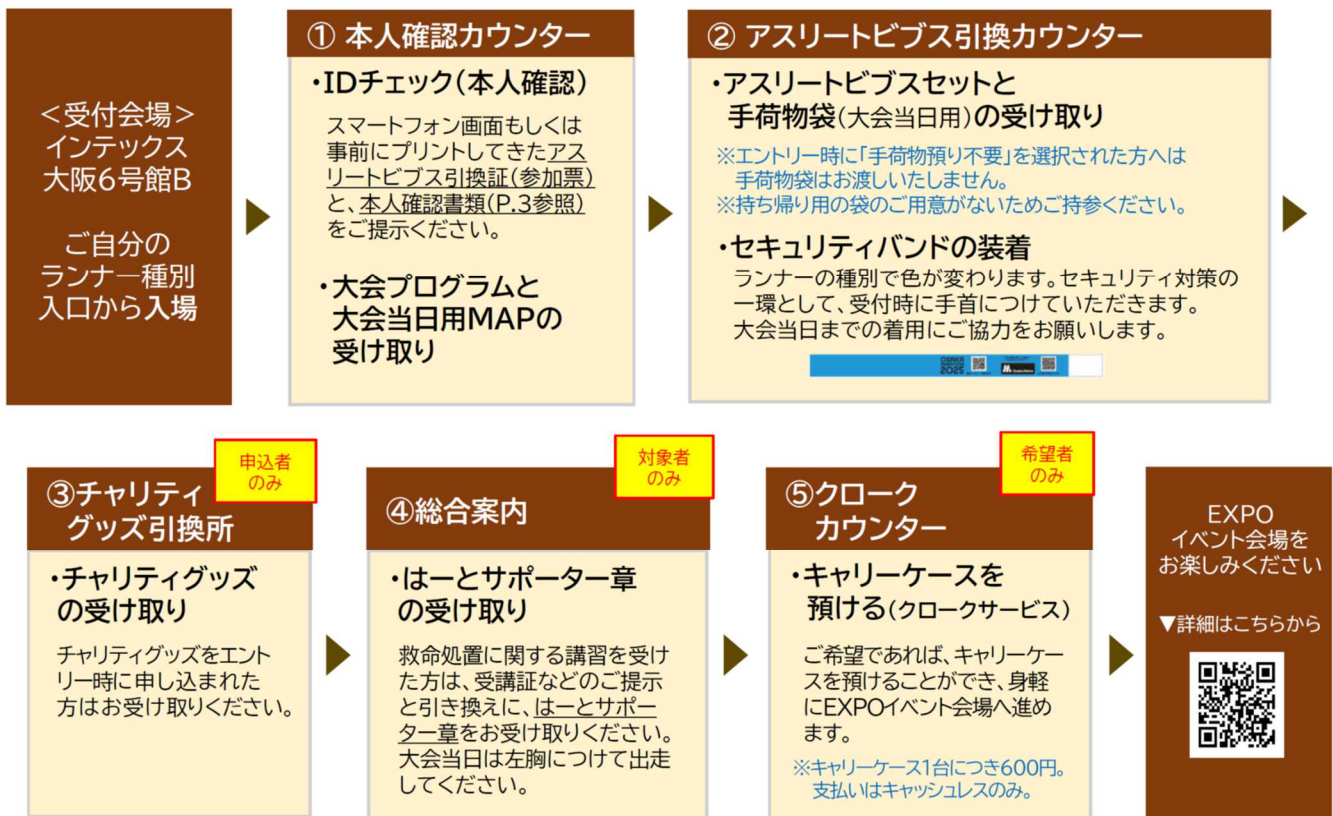 <受付会場>
インテックス
大阪6号館B
ご自分の
ランナー種別
入口から入場
① 本人確認カウンター
・IDチェック(本人確認)
スマートフォン画面もしくは
事前にプリントしてきたアス
リートビブス引換証(参加票)
と、本人確認書類(P.3参照)
をご提示ください。
・大会プログラムと
大会当日用MAPの
受け取り
② アスリートビブス引換カウンター
・アスリートビブスセットと
手荷物袋(大会当日用)の受け取り
※エントリー時に「手荷物預り不要」を選択された方へは
手荷物袋はお渡しいたしません。
※持ち帰り用の袋のご用意がないためご持参ください。
・セキュリティバンドの装着
ランナーの種別で色が変わります。セキュリティ対策の
一環として、受付時に手首につけていただきます。
大会当日までの着用にご協力をお願いします。
OSAKA
2025
③チャリティ
グッズ引換所
申込者
のみ
・チャリティグッズ
の受け取り
チャリティグッズをエント
リー時に申し込まれた
方はお受け取りください。
④総合案内
対象者
のみ
・はーとサポーター章
の受け取り
救命処置に関する講習を受け
た方は、受講証などのご提示
と引き換えに、はーとサポー
ター章をお受け取りください。
大会当日は左胸につけて出走
してください。
⑤クローク
カウンター
希望者
のみ
・キャリーケースを
預ける(クロークサービス)
ご希望であれば、キャリーケー
スを預けることができ、身軽
にEXPOイベント会場へ進め
ます。
※キャリーケース1台につき600円。
支払いはキャッシュレスのみ。
EXPO
イベント会場を
お楽しみください
▼詳細はこちらから